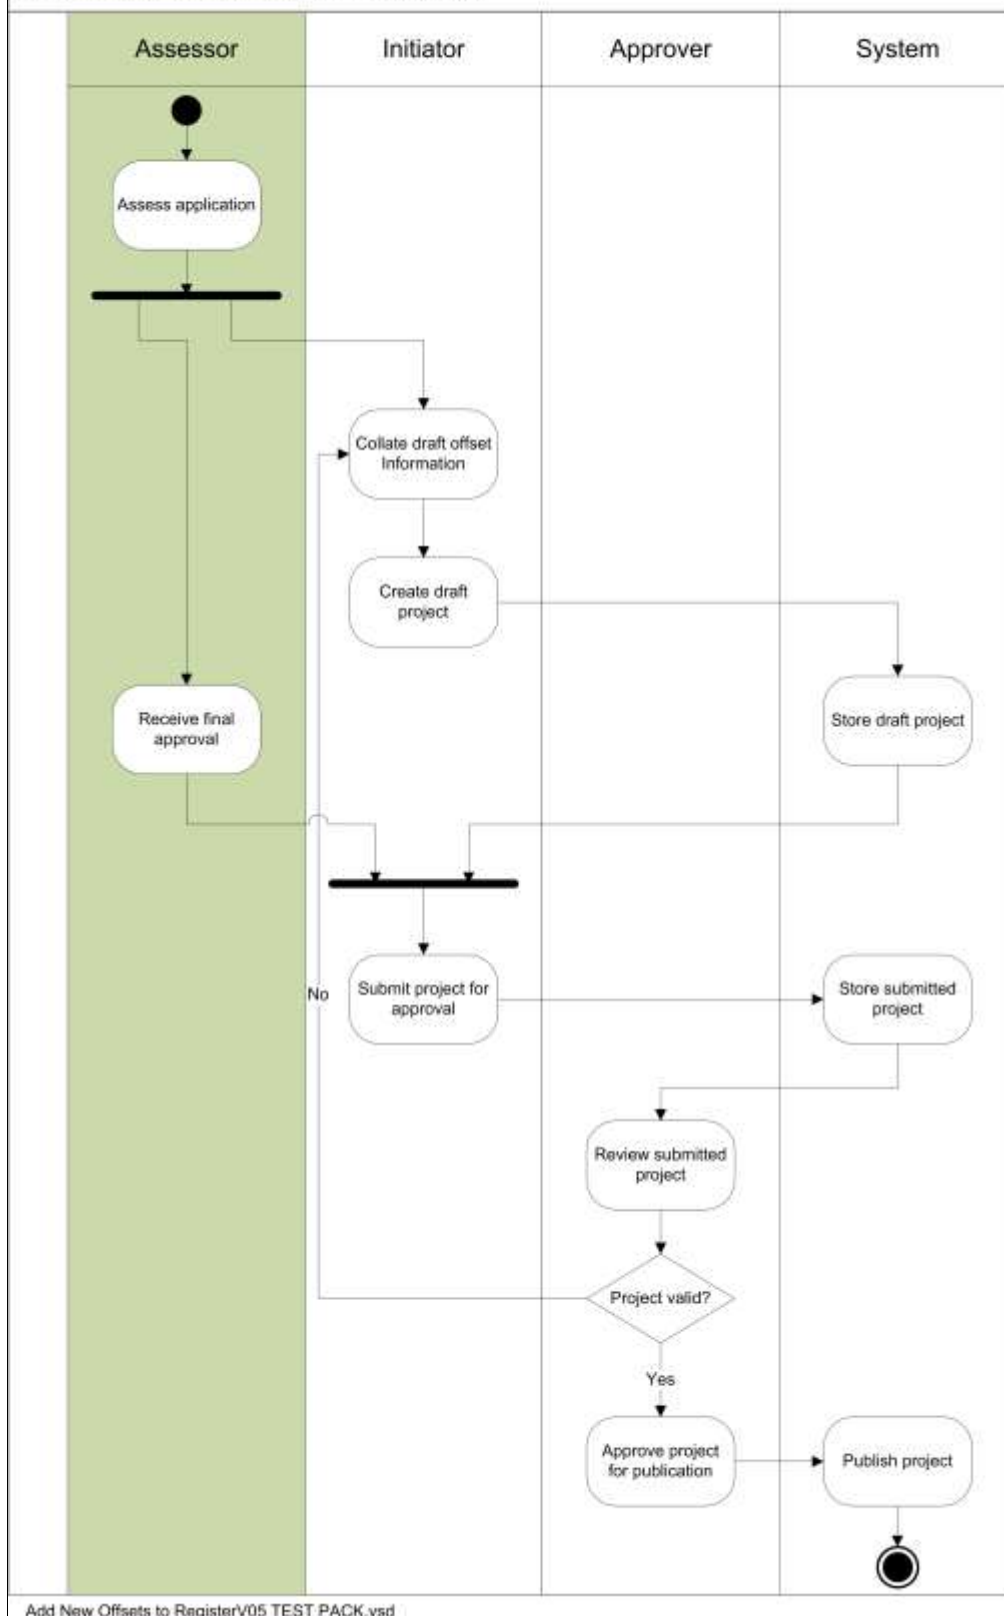 Assessor
Initiator
Approver
System
Assess application
Collate draft offset
Information
Create draft
project
Receive final
approval
Store draft project
No
Submit project for
approval
Store submitted
project
Review submitted
project
Project valid?
Yes
Approve project
for publication
Publish project
Add New Offsets to RegisterV05 TEST PACK.vsd